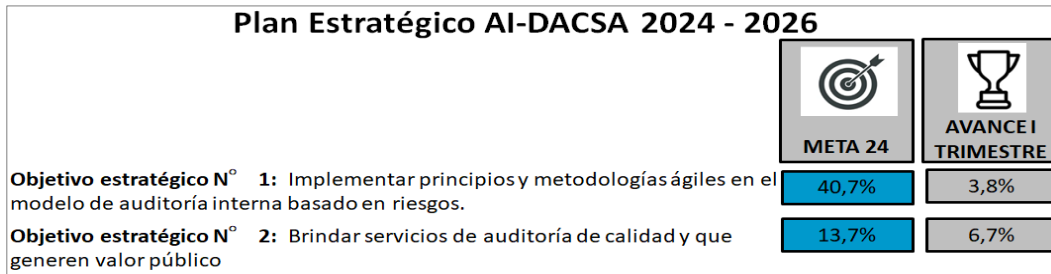 Plan Estratégico AI-DACSA 2024 - 2026
META 24
AVANCE I
TRIMESTRE
Objetivo estratégico N° 1: Implementar principios y metodologías ágiles en el
modelo de auditoría interna basado en riesgos.
40,7%
3,8%
Objetivo estratégico N° 2: Brindar servicios de auditoría de calidad y que
generen valor público
13,7%
6,7%